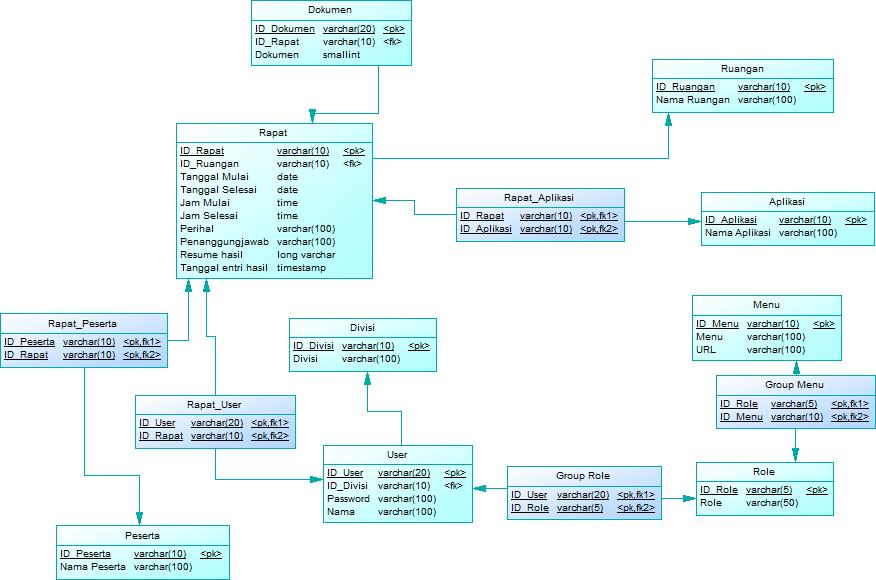 Dokumen
ID_Dokumen varchar(20) <pk>
ID_Rapat varchar(10) <fk>
Dokumen smallint
Ruangan
ID_Ruangan varchar(10) <pk>
Nama Ruangan varchar(100)
Rapat
ID_Rapat varchar(10) <pk>
ID_Ruangan varchar(10) <fk>
Tanggal Mulai date
Tanggal Selesai date
Jam Mulai time
Jam Selesai time
Perihal varchar(100)
Penanggungjawab varchar(100)
Resume hasil long varchar
Tanggal entri hasil timestamp
Rapat_Aplikasi
ID_Rapat varchar(10) <pk,fk1>
ID_Aplikasi varchar(10) <pk,fk2>
Aplikasi
ID_Aplikasi varchar(10) <pk>
Nama Aplikasi varchar(100)
Rapat_Peserta
ID_Peserta varchar(10) <pk,fk1>
ID_Rapat varchar(10) <pk,fk2>
Divisi
ID_Divisi varchar(10) <pk>
Divisi varchar(100)
Menu
ID_Menu varchar(10) <pk>
Menu varchar(100)
URL varchar(100)
Group Menu
ID_Role varchar(5) <pk,fk1>
ID_Menu varchar(10) <pk,fk2>
Rapat_User
ID_User varchar(20) <pk,fk1>
ID_Rapat varchar(10) <pk,fk2>
User
ID_User varchar(20) <pk>
ID_Divisi varchar(10) <fk>
Password varchar(100)
Nama varchar(100)
Group Role
ID_User varchar(20) <pk,fk1>
ID_Role varchar(5) <pk,fk2>
Role
ID_Role varchar(5) <pk>
Role varchar(50)
Peserta
ID_Peserta varchar(10) <pk>
Nama Peserta varchar(100)